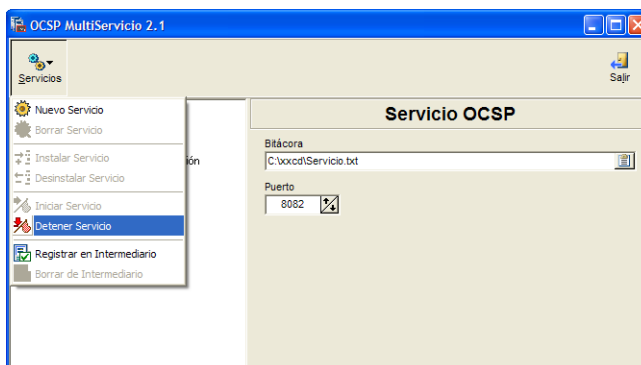 OCSP MultiServicio 2.1
Servicios
Salir
Nuevo Servicio
Borrar Servicio
Instalar Servicio
Desinstalar Servicio
Iniciar Servicio
Detener Servicio
Registrar en Intermediario
Borrar de Intermediario
ión
Servicio OCSP
Bitácora
C:\xxcd\Servicio.txt
Puerto
8082